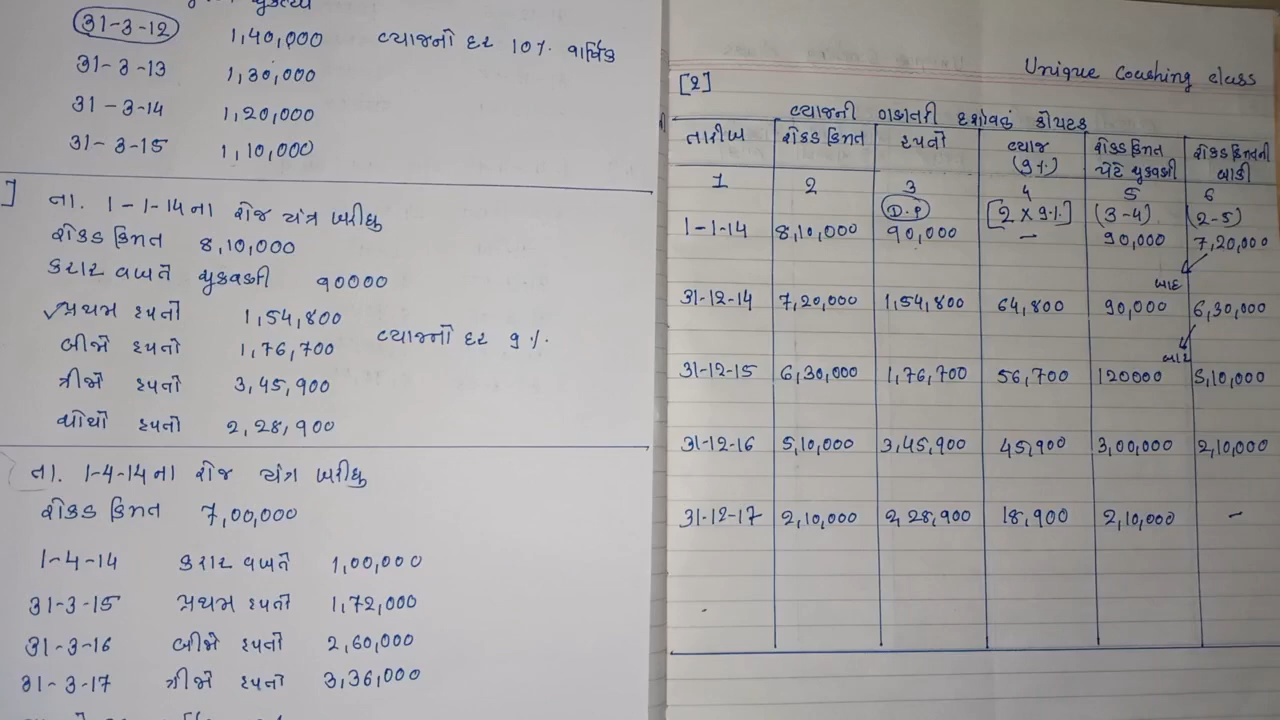 31-3-12 1,40,000 વ્યાજનો દર 10% વાર્ષિક
31-3-13 1,30,000
31-3-14 1,20,000
31-3-15 1,10,000
તા. 1-1-14ના રોજ યંત્ર ખરીદ્યુ
રોકડ કિંમત 8,10,000
કરાર વખતે ચુકવણી 90000
પ્રથમ હપતો 1,54,800
બીજો હપતો 1,76,700 વ્યાજનો દર 9%
ત્રીજો હપતો 3,45,900
ચોથો હપતો 2,28,900
તા. 1-4-14ના રોજ યંત્ર ખરીદ્યુ
રોકડ કિંમત 7,00,000
1-4-14 કરાર વખતે 1,00,000
31-3-15 પ્રથમ હપતો 1,72,000
31-3-16 બીજો હપતો 2,60,000
31-3-17 ત્રીજો હપતો 3,36,000
Unique Coaching class
[2]
વ્યાજની ગણતરી દર્શાવતું કોષ્ટક
તારીખ રોકડ કિંમત હપતો વ્યાજ (9%) રોકડ કિંમત પેટે ચુકવણી રોકડ કિંમતની બાકી
1 2 3 4 5 6
D.P [2 X 9%] (3-4) (2-5)
1-1-14 8,10,000 90,000 - 90,000 7,20,000
બાદ
31-12-14 7,20,000 1,54,800 64,800 90,000 6,30,000
બાદ
31-12-15 6,30,000 1,76,700 56,700 120000 5,10,000
31-12-16 5,10,000 3,45,900 45,900 3,00,000 2,10,000
31-12-17 2,10,000 2,28,900 18,900 2,10,000 -